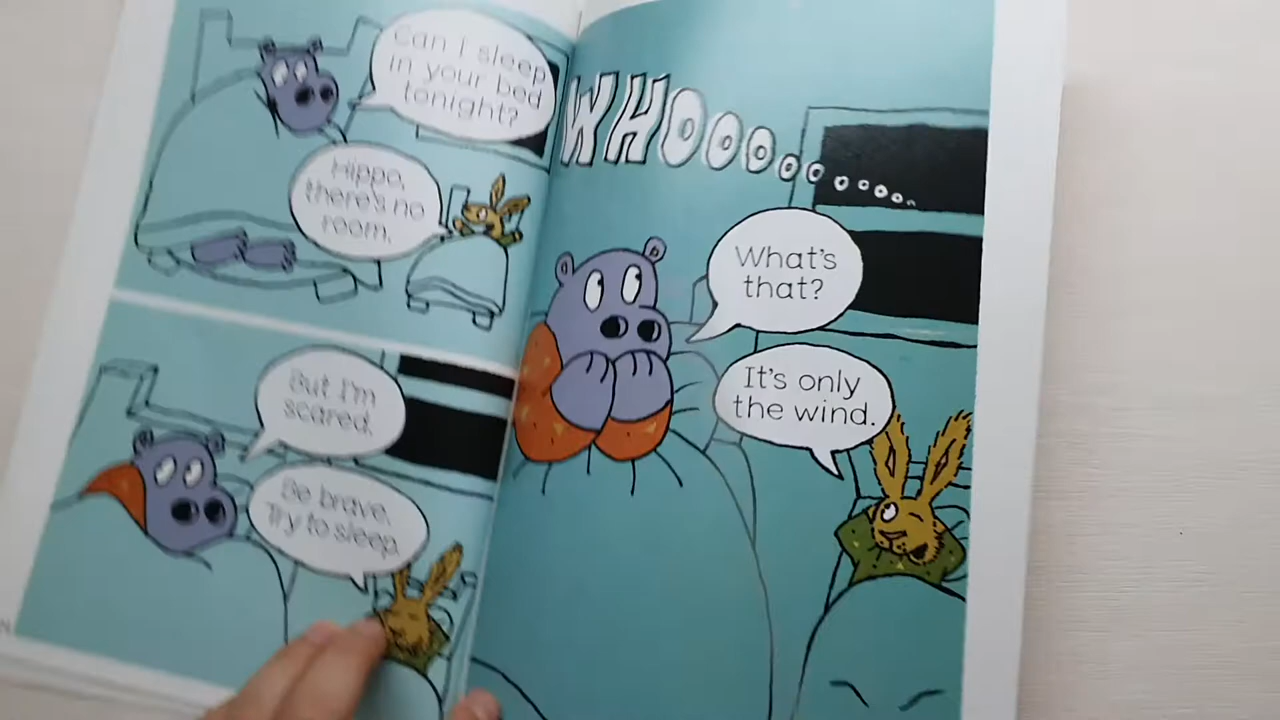 Can I sleep
in your bed
tonight?
Hippo,
there's no
room.
But I'm
scared.
Be brave.
Try to sleep.
WHOOO..........
What's
that?
It's only
the wind.